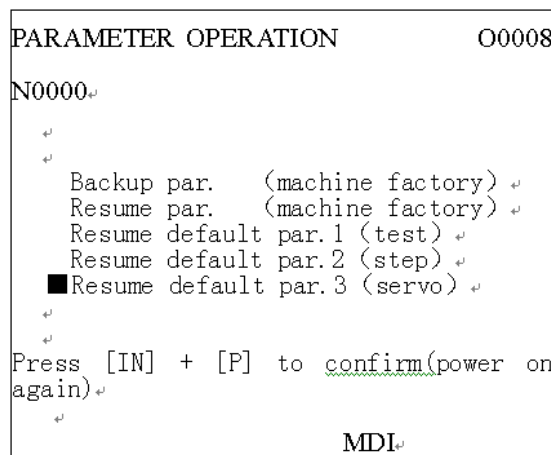 PARAMETER OPERATION O0008
N0000
Backup par. (machine factory)
Resume par. (machine factory)
Resume default par.1 (test)
Resume default par.2 (step)
Resume default par.3 (servo)
Press [IN] + [P] to confirm(power on
again)
MDI